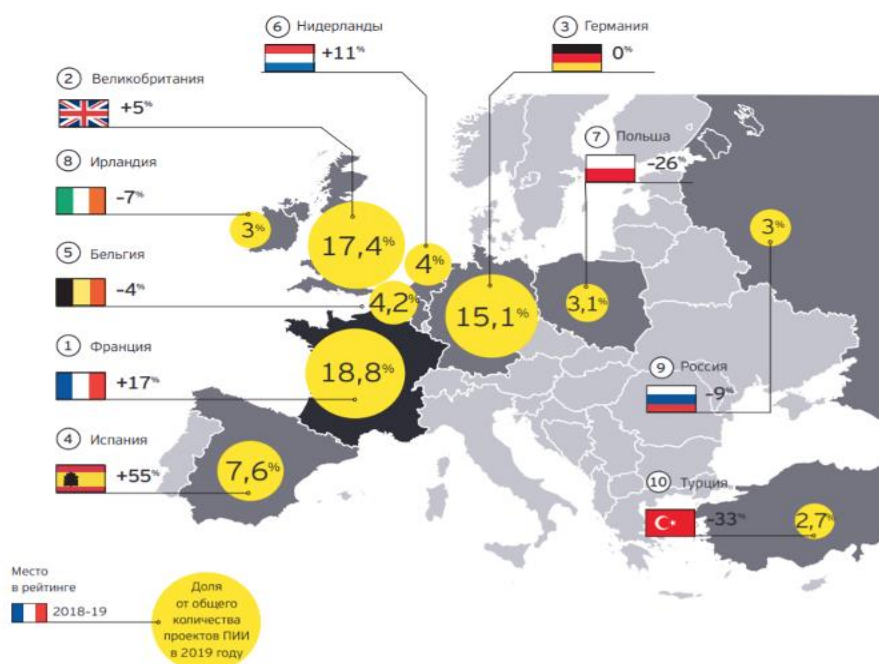 6 Нидерланды
+11%
3 Германия
0%
2 Великобритания
+5%
7 Польша
-26%
8 Ирландия
-7%
3%
17,4%
4%
3%
5 Бельгия
-4%
4,2%
15,1%
3,1%
1 Франция
+17%
18,8%
9 Россия
-9%
4 Испания
+55%
7,6%
10 Турция
-33%
2,7%
Место
в рейтинге
2018-19
Доля
от общего
количества
проектов ПИИ
в 2019 году